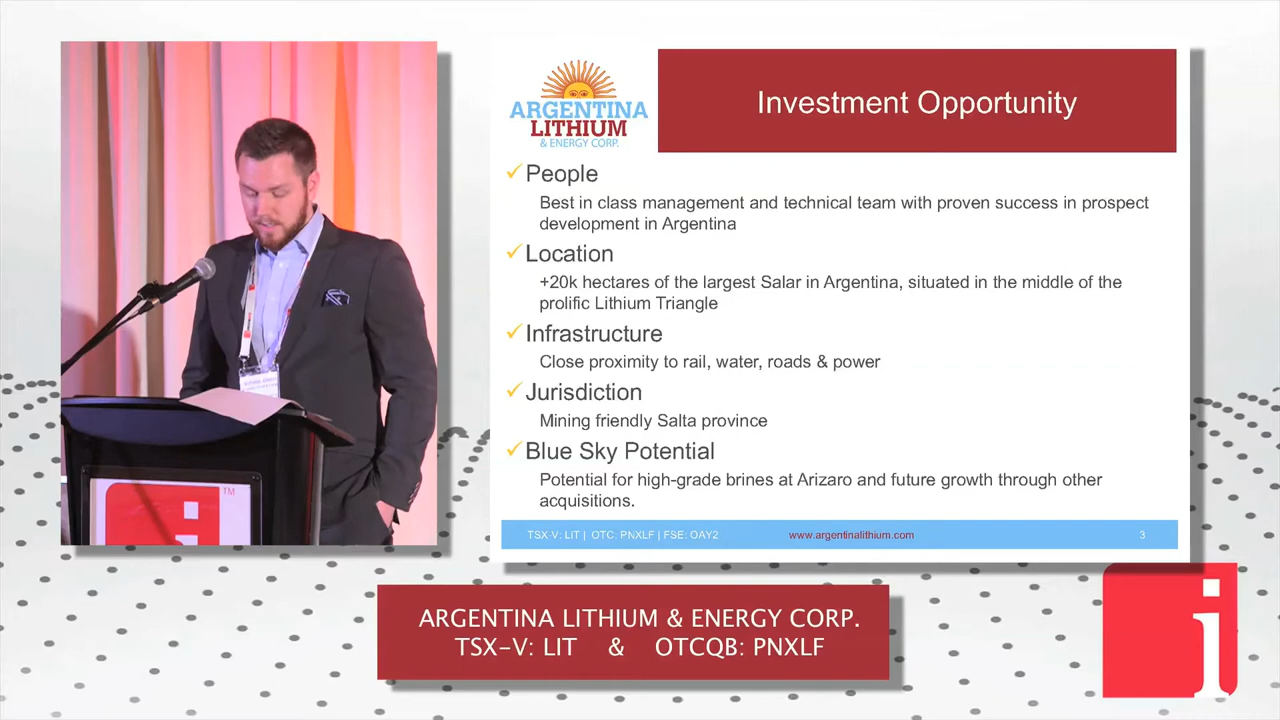 ARGENTINA
LITHIUM
& ENERGY CORP.
Investment Opportunity
People
Best in class management and technical team with proven success in prospect
development in Argentina
Location
+20k hectares of the largest Salar in Argentina, situated in the middle of the
prolific Lithium Triangle
Infrastructure
Close proximity to rail, water, roads & power
Jurisdiction
Mining friendly Salta province
Blue Sky Potential
Potential for high-grade brines at Arizaro and future growth through other
acquisitions.
TSX-V: LIT | OTC. PNXLF | FSE: OAY2 www.argentinalithium.com 3
TM
i
ARGENTINA LITHIUM & ENERGY CORP.
TSX-V: LIT & OTCQB: PNXLF
i